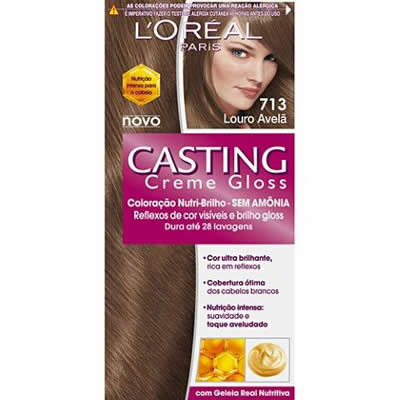 AS COLORAÇÕES PODEM PROVOCAR UMA REAÇÃO ALÉRGICA
É IMPERATIVO FAZER O TESTE DE ALERGIA CUTÂNEA 48 HORAS ANTES DO USO
L'ORÉAL
PARIS
Nutrição
intensa para
o cabelo
novo
713
Louro Avelã
CASTING
Creme Gloss
Coloração Nutri-Brilho - SEM AMÔNIA
Reflexos de cor visíveis e brilho gloss
Dura até 28 lavagens
• Cor ultra brilhante,
rica em reflexos
• Cobertura ótima
dos cabelos brancos
• Nutrição intensa:
suavidade e
toque aveludado
com Geleia Real Nutritiva